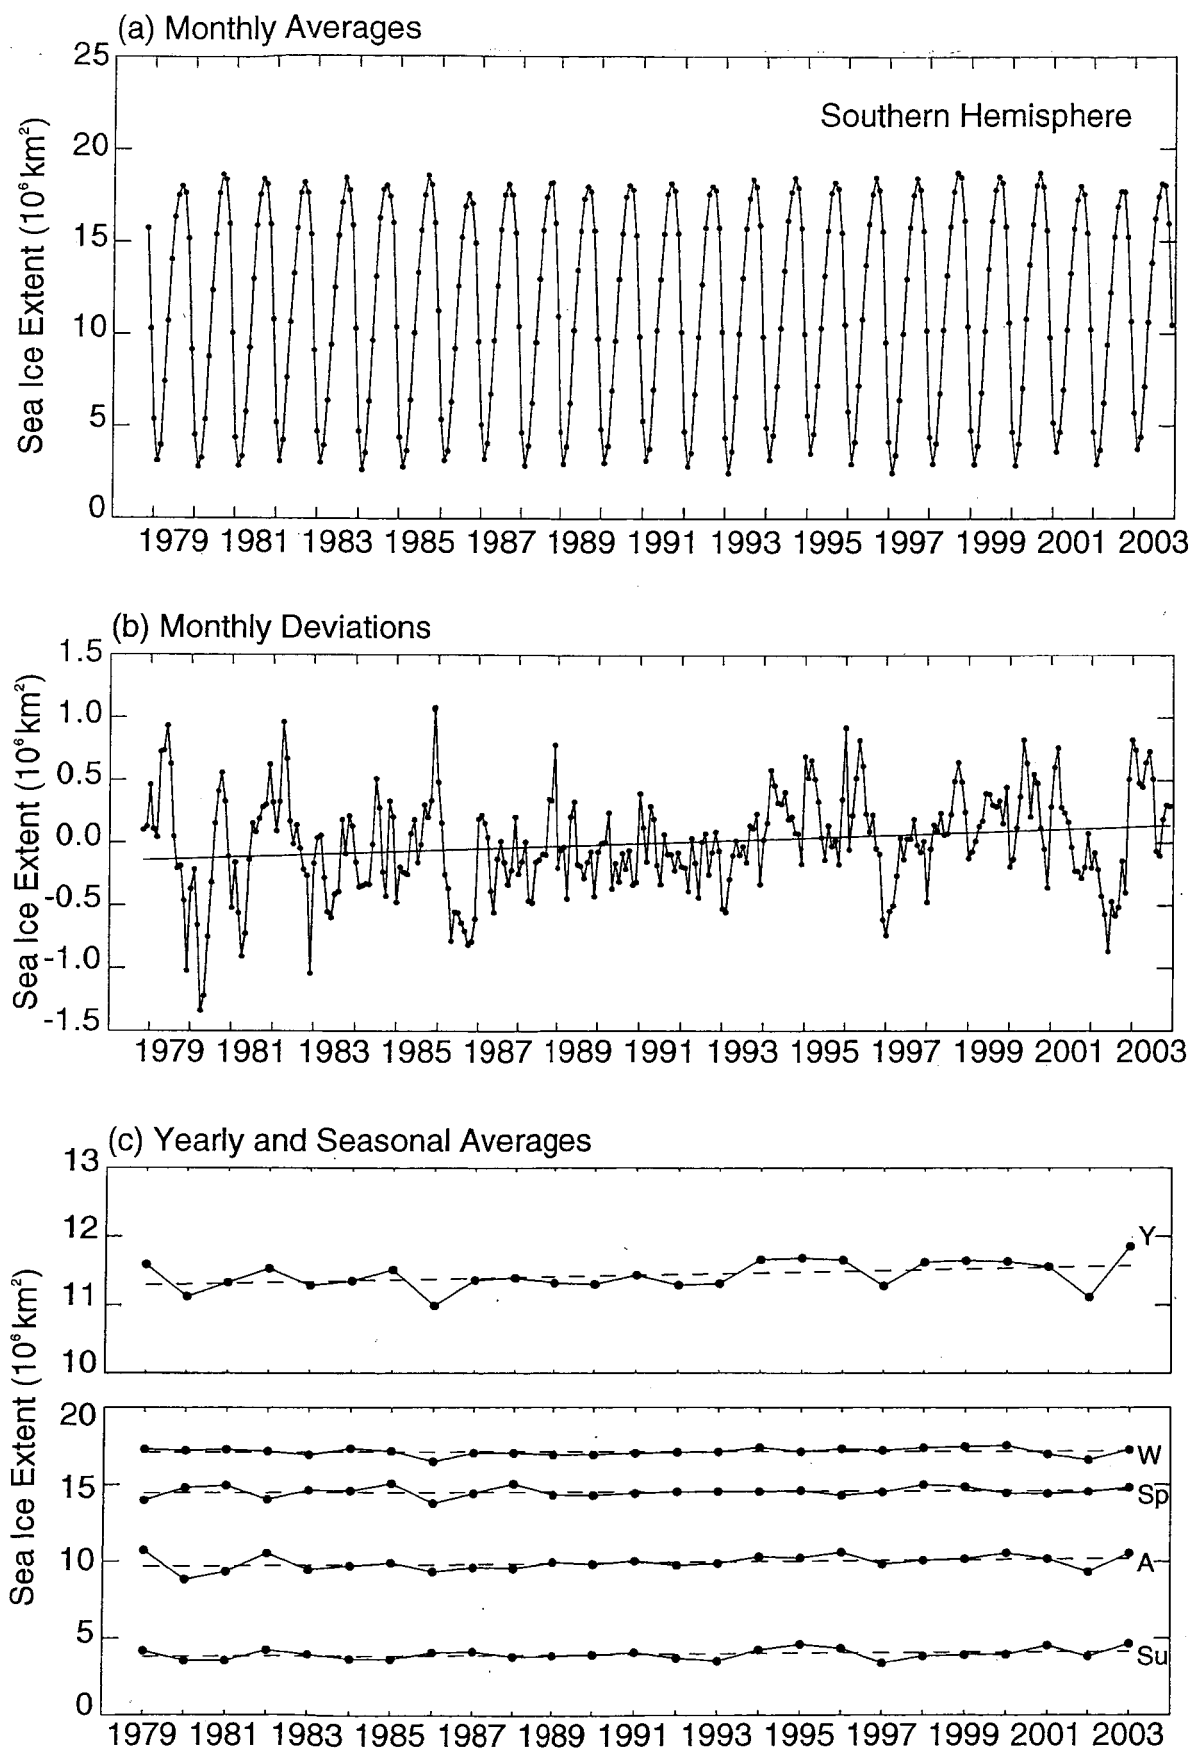 (a) Monthly Averages
Southern Hemisphere
Sea Ice Extent (10⁶km²)
25
20
15
10
5
0
1979 1981 1983 1985 1987 1989 1991 1993 1995 1997 1999 2001 2003
(b) Monthly Deviations
Sea Ice Extent (10⁶km²)
1.5
1.0
0.5
0.0
-0.5
-1.0
-1.5
1979 1981 1983 1985 1987 1989 1991 1993 1995 1997 1999 2001 2003
(c) Yearly and Seasonal Averages
Sea Ice Extent (10⁶km²)
13
12
11
10
Y
20
15
10
5
0
W
Sp
A
Su
1979 1981 1983 1985 1987 1989 1991 1993 1995 1997 1999 2001 2003